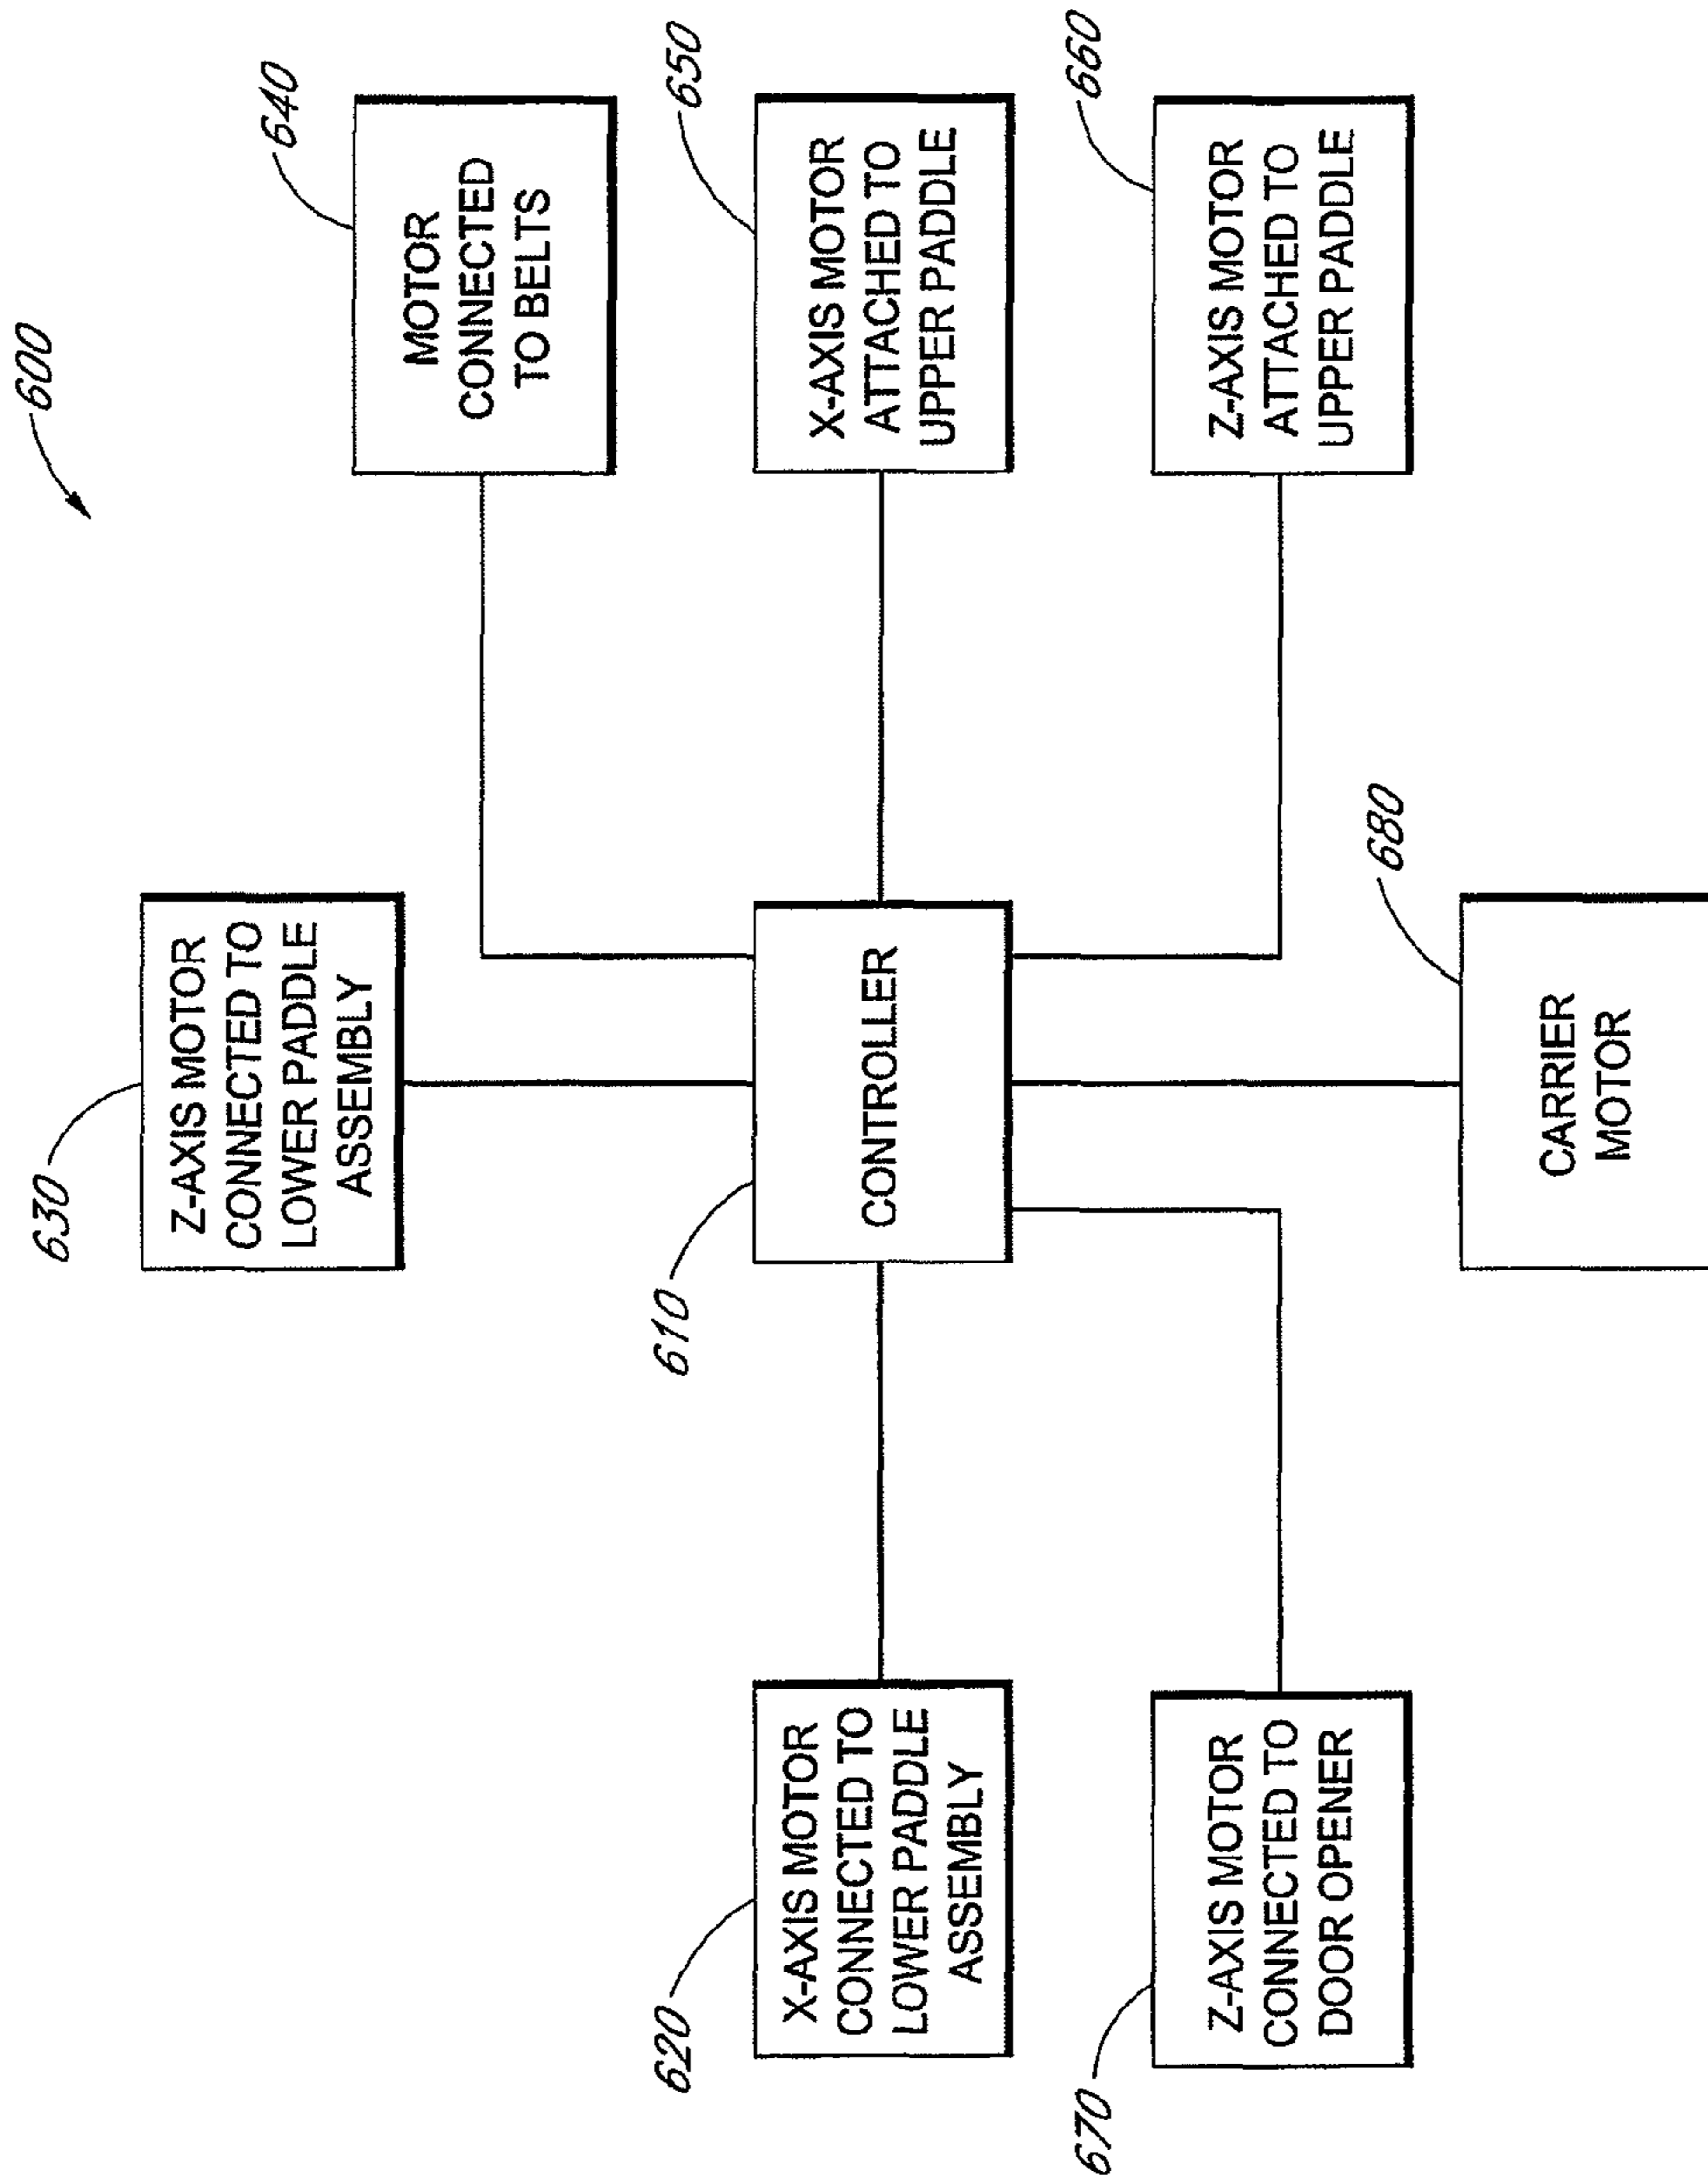 600
630
Z-AXIS MOTOR
CONNECTED TO
LOWER PADDLE
ASSEMBLY
640
MOTOR
CONNECTED
TO BELTS
620
X-AXIS MOTOR
CONNECTED TO
LOWER PADDLE
ASSEMBLY
610
CONTROLLER
650
X-AXIS MOTOR
ATTACHED TO
UPPER PADDLE
670
Z-AXIS MOTOR
CONNECTED TO
DOOR OPENER
660
Z-AXIS MOTOR
ATTACHED TO
UPPER PADDLE
680
CARRIER
MOTOR